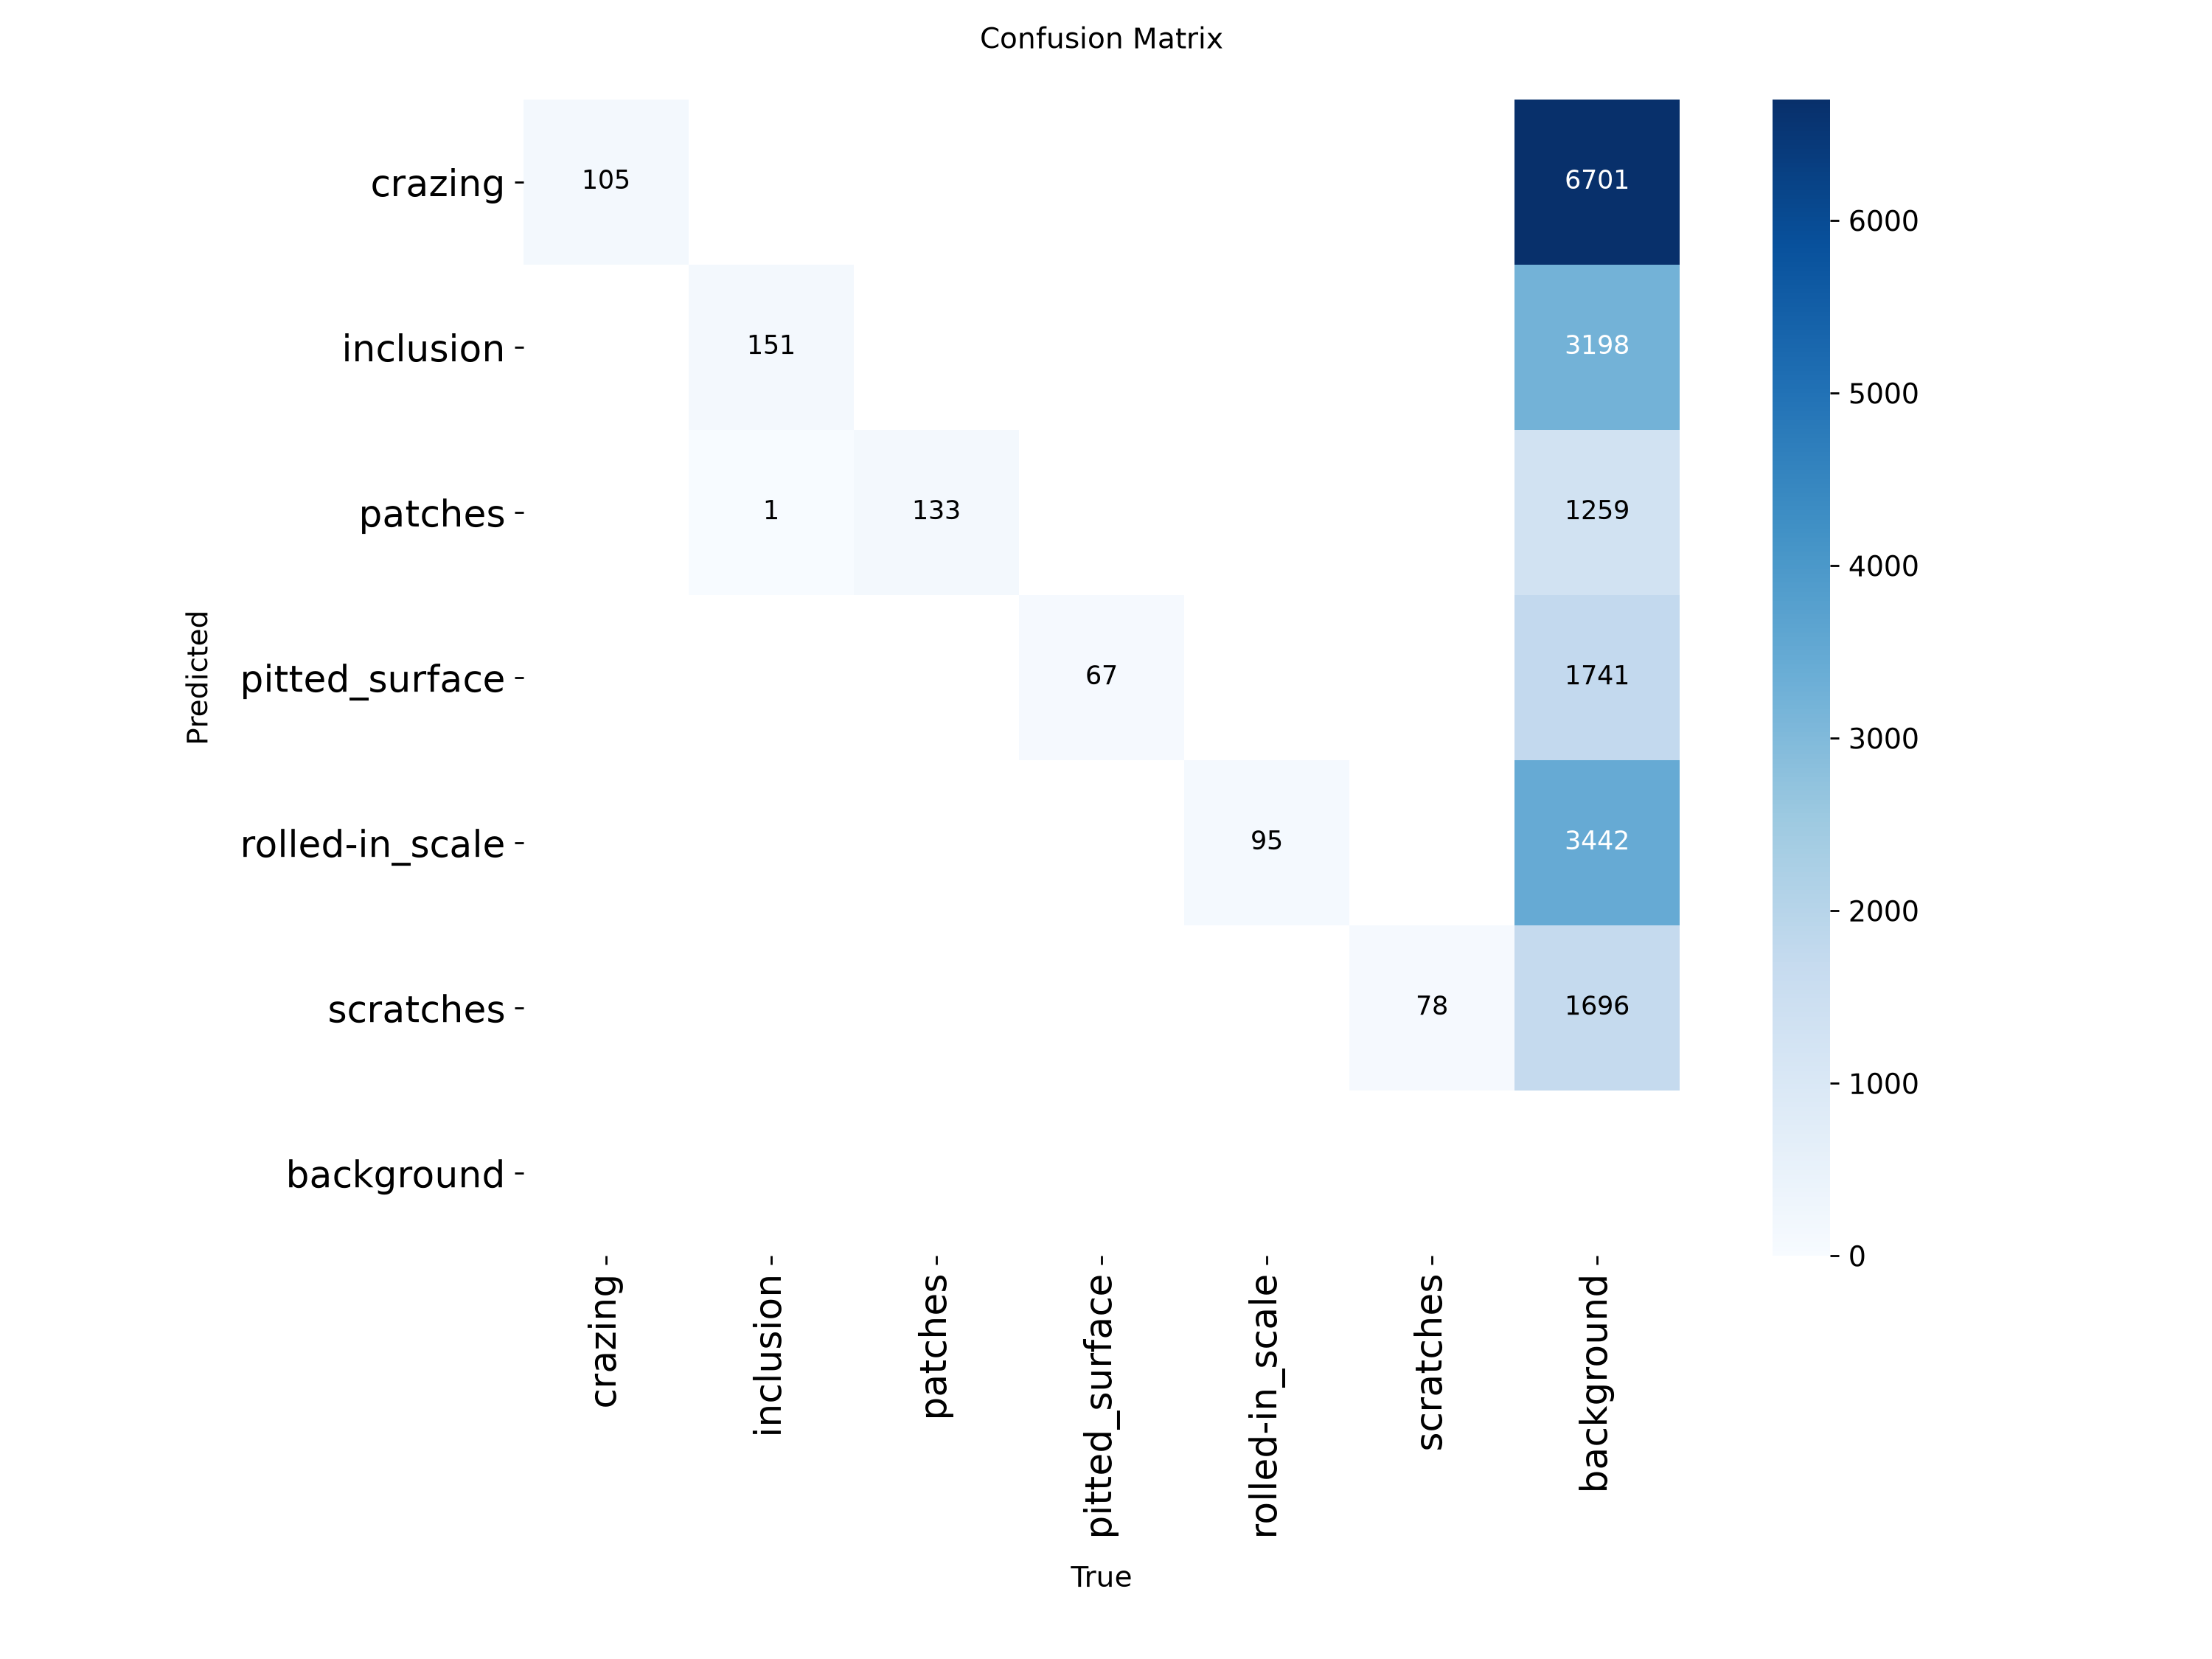 Confusion Matrix
crazing
105
6701
inclusion
151
3198
patches
1
133
1259
pitted_surface
67
1741
rolled-in_scale
95
3442
scratches
78
1696
background
Predicted
6000
5000
4000
3000
2000
1000
0
crazing
inclusion
patches
pitted_surface
rolled-in_scale
scratches
background
True